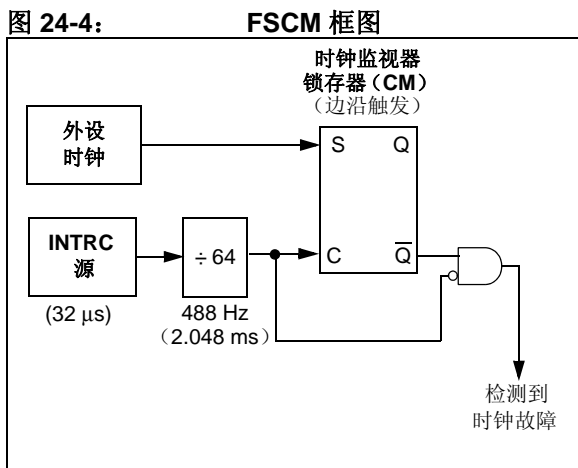 图 24-4： FSCM 框图
时钟监视器
锁存器（CM）
（边沿触发）
外设
时钟
S Q
INTRC
源
÷ 64
C Q̅
(32 μs)
488 Hz
（2.048 ms）
检测到
时钟故障